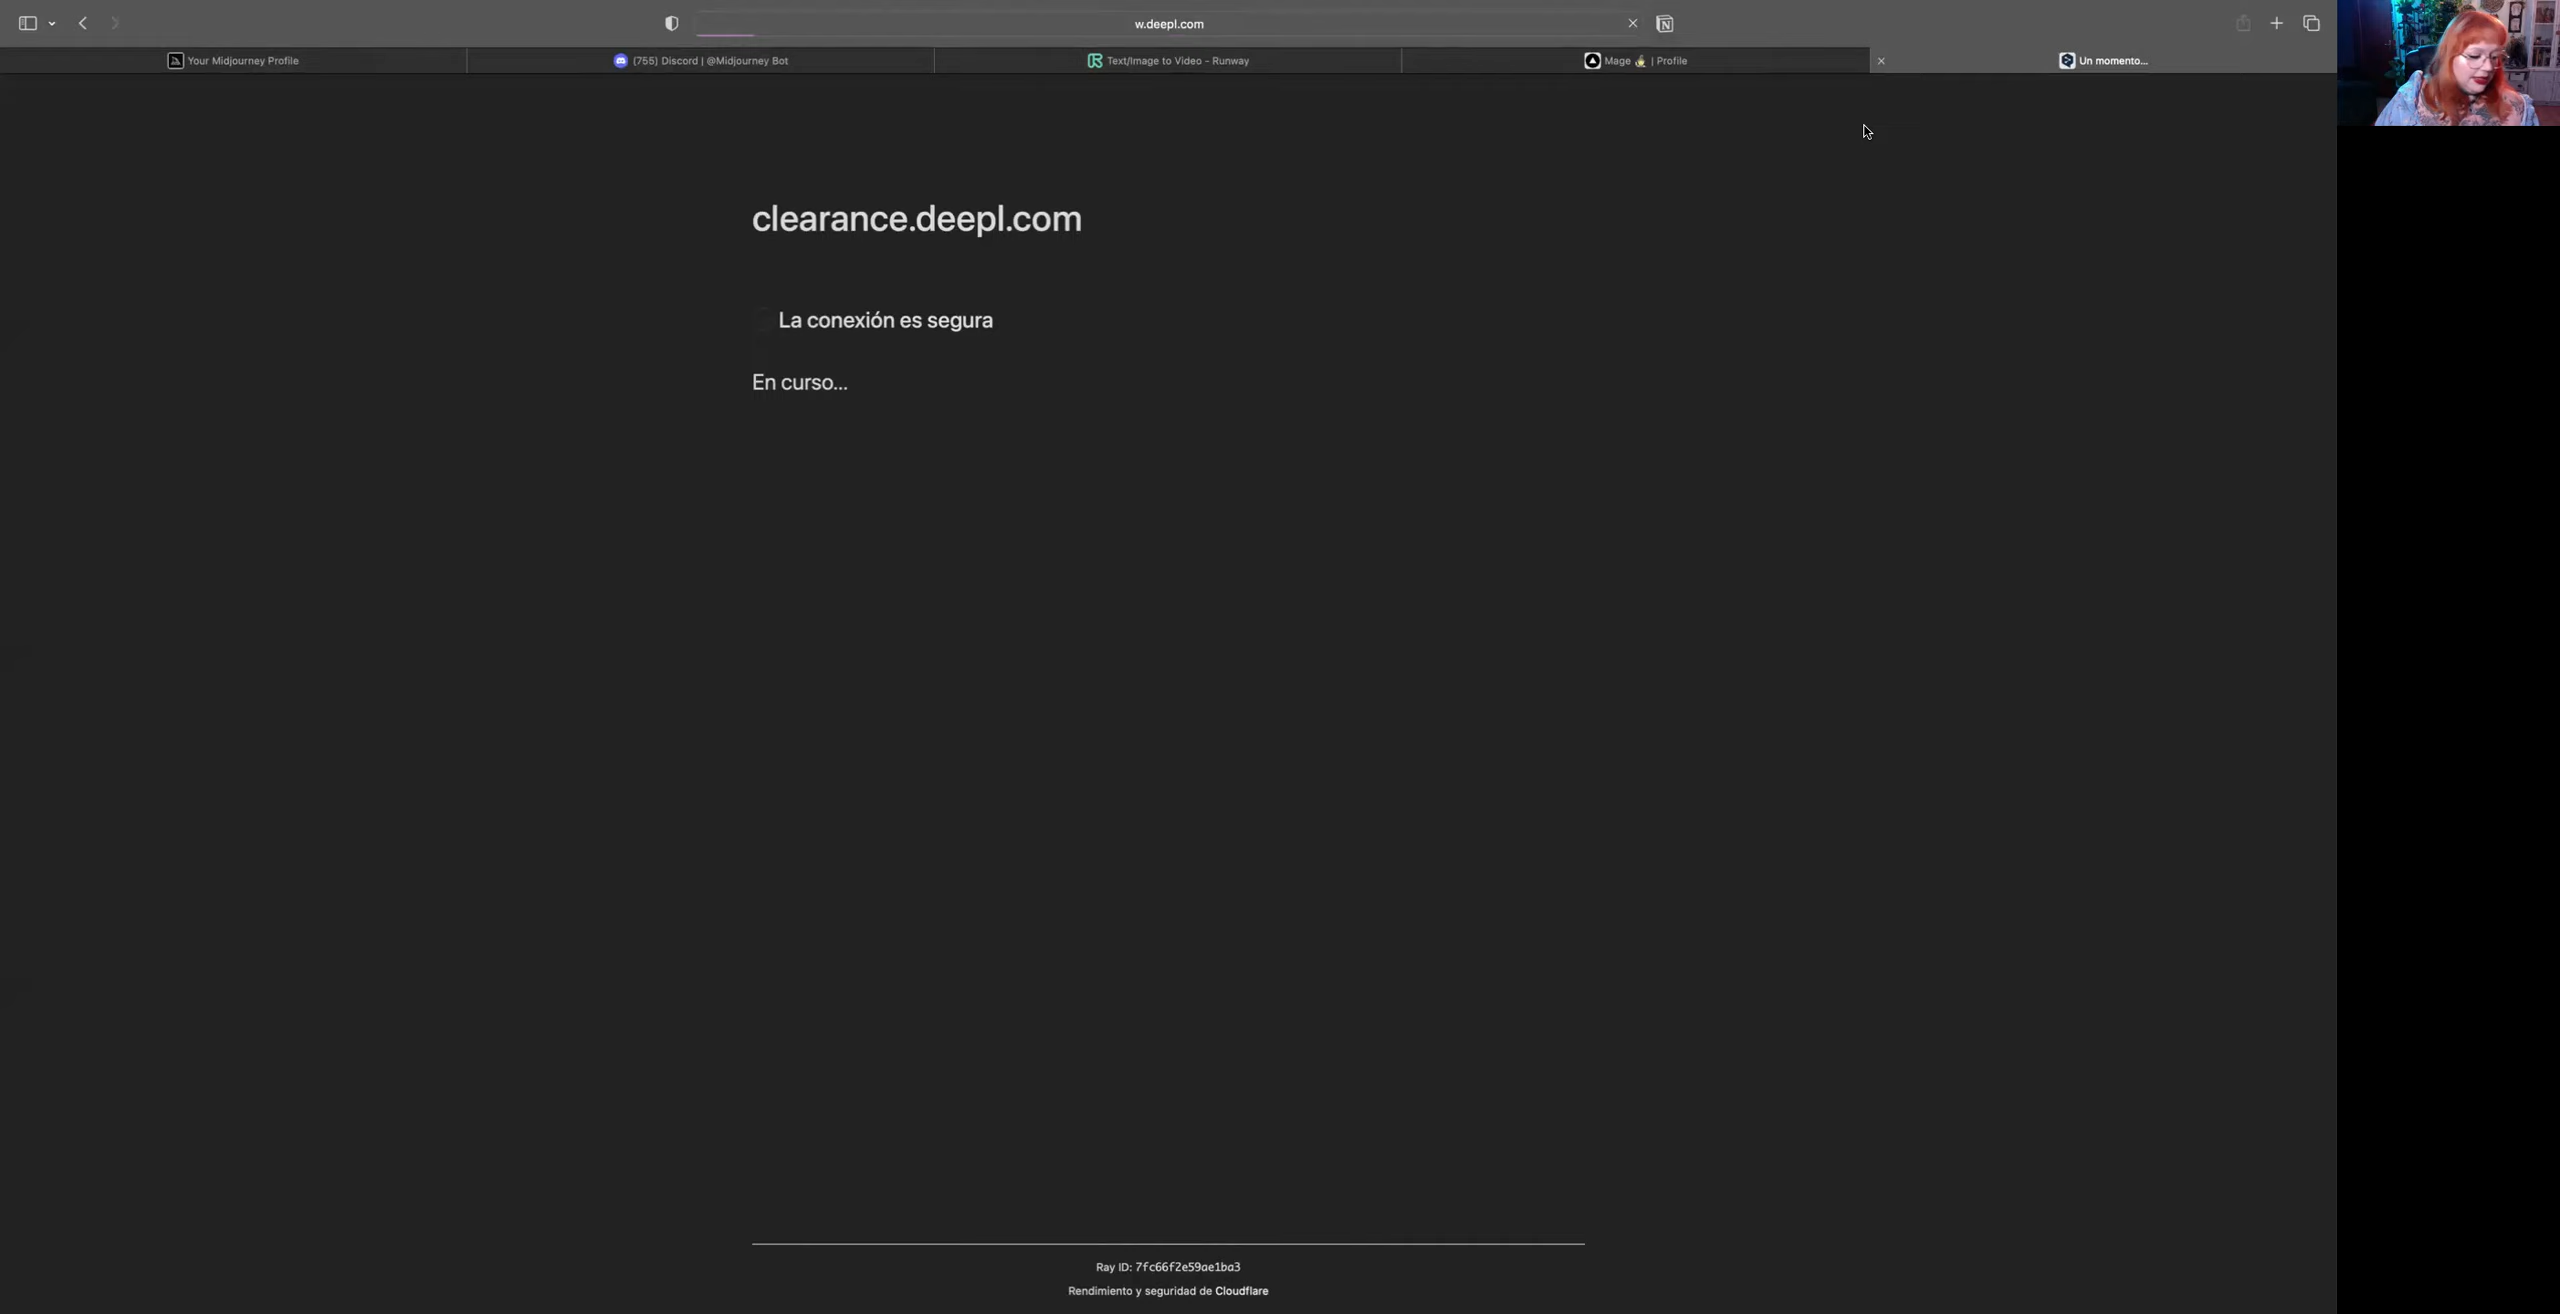 w.deepl.com
Your Midjourney Profile
(755) Discord | @Midjourney Bot
Text/Image to Video - Runway
Mage 🧙 | Profile
Un momento...
clearance.deepl.com
La conexión es segura
En curso...
Ray ID: 7fc66f2e59ae1ba3
Rendimiento y seguridad de Cloudflare